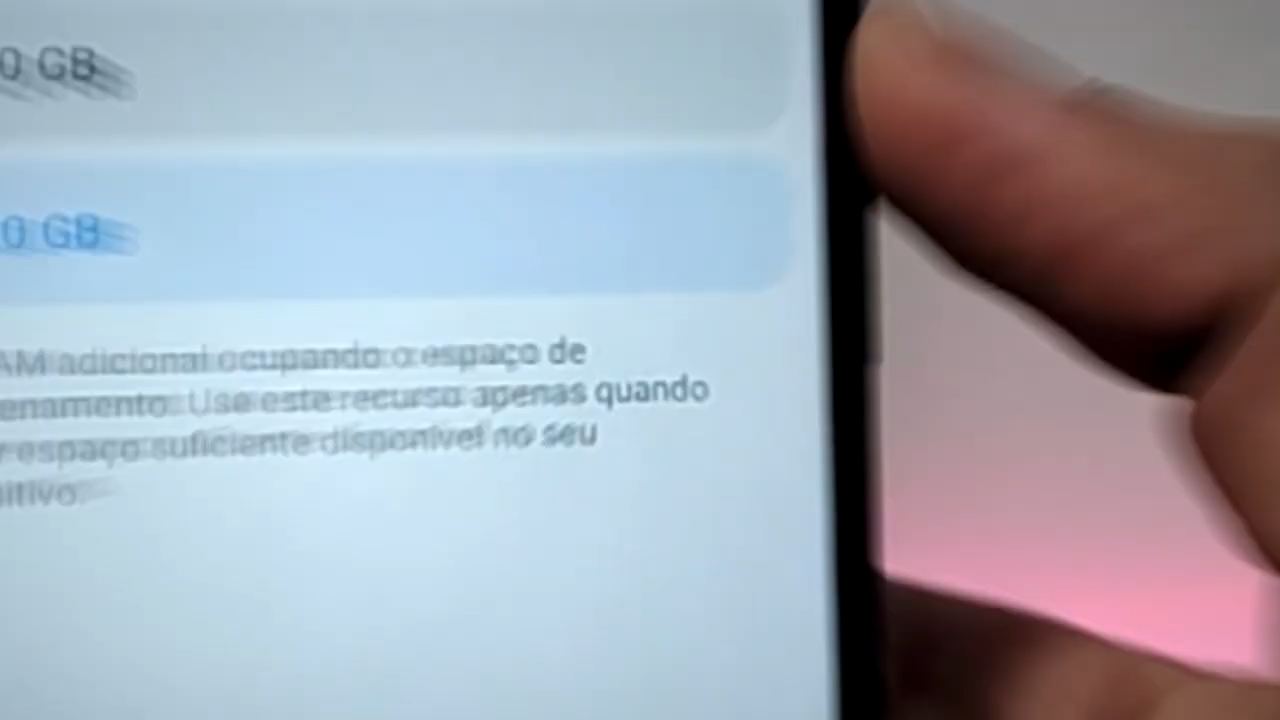 0 GB
.0 GB
AM adicional ocupando o espaço de
enamento. Use este recurso apenas quando
r espaço suficiente disponível no seu
itivo.